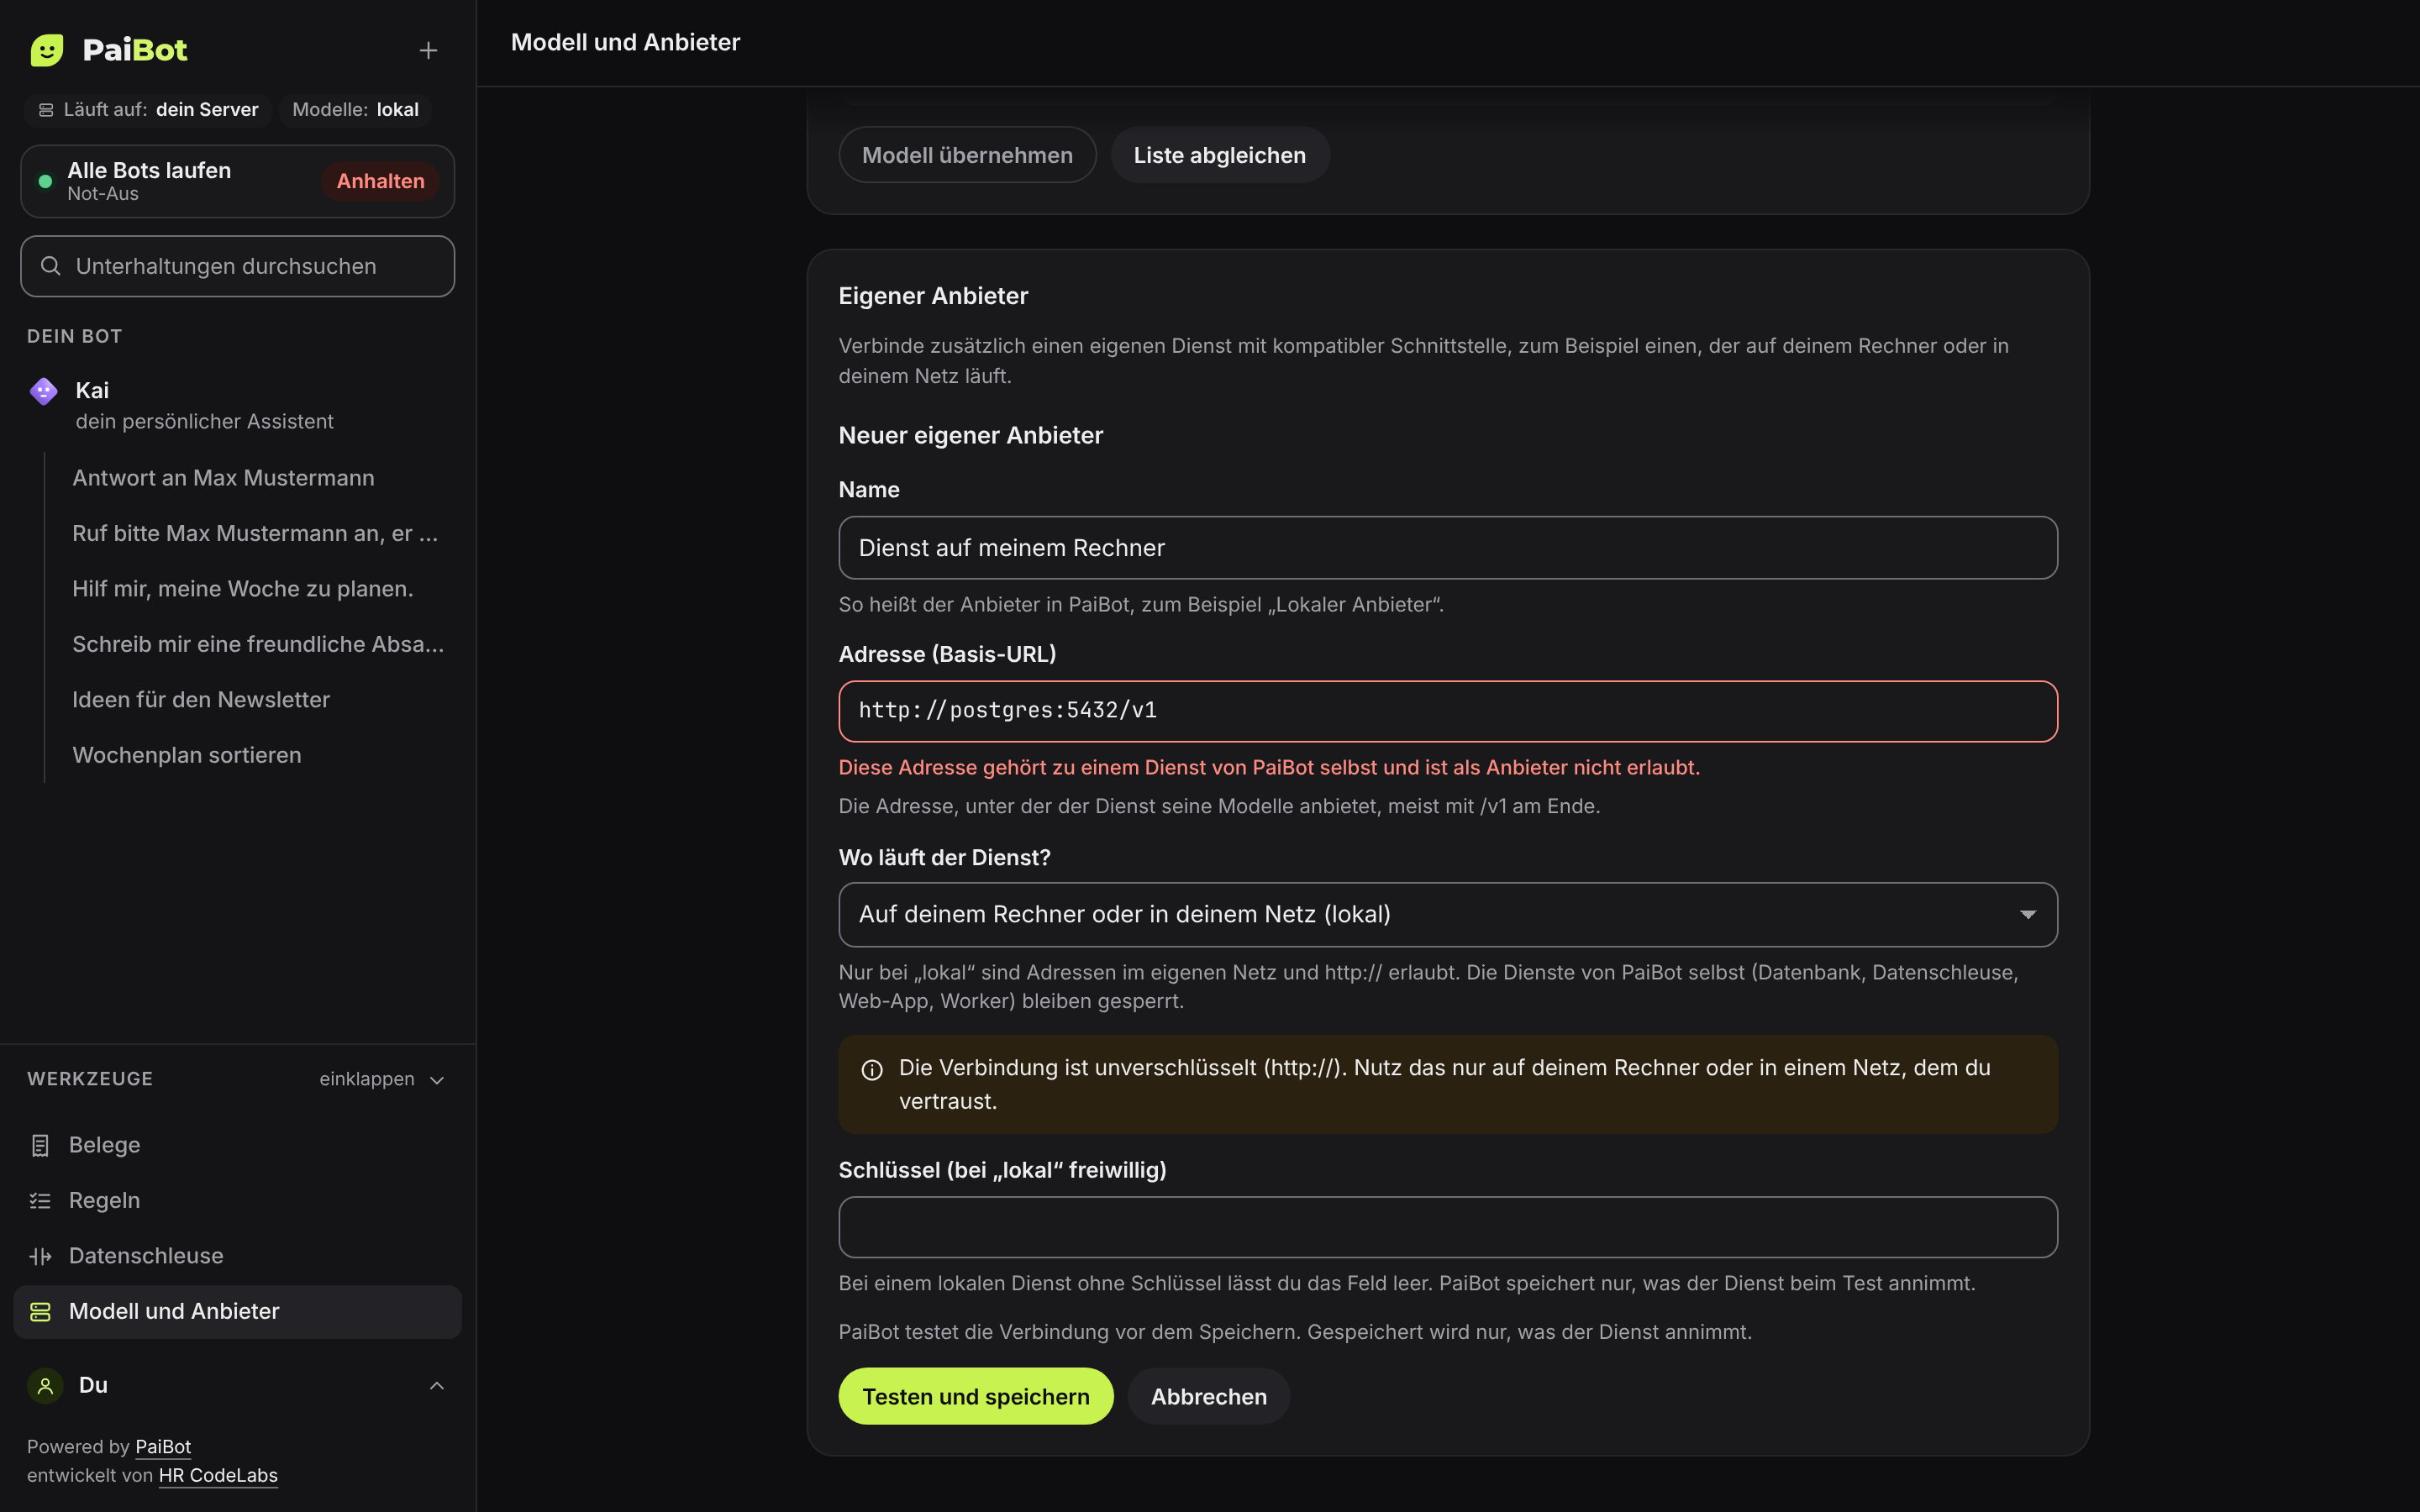 PaiBot
Läuft auf: dein Server
Modelle: lokal
Alle Bots laufen
Not-Aus
Anhalten
Unterhaltungen durchsuchen
DEIN BOT
Kai
dein persönlicher Assistent
Antwort an Max Mustermann
Ruf bitte Max Mustermann an, er ...
Hilf mir, meine Woche zu planen.
Schreib mir eine freundliche Absa...
Ideen für den Newsletter
Wochenplan sortieren
WERKZEUGE
einklappen
Belege
Regeln
Datenschleuse
Modell und Anbieter
Du
Powered by PaiBot
entwickelt von HR CodeLabs
Modell und Anbieter
Modell übernehmen
Liste abgleichen
Eigener Anbieter
Verbinde zusätzlich einen eigenen Dienst mit kompatibler Schnittstelle, zum Beispiel einen, der auf deinem Rechner oder in
deinem Netz läuft.
Neuer eigener Anbieter
Name
Dienst auf meinem Rechner
So heißt der Anbieter in PaiBot, zum Beispiel „Lokaler Anbieter“.
Adresse (Basis-URL)
http://postgres:5432/v1
Diese Adresse gehört zu einem Dienst von PaiBot selbst und ist als Anbieter nicht erlaubt.
Die Adresse, unter der der Dienst seine Modelle anbietet, meist mit /v1 am Ende.
Wo läuft der Dienst?
Auf deinem Rechner oder in deinem Netz (lokal)
Nur bei „lokal“ sind Adressen im eigenen Netz und http:// erlaubt. Die Dienste von PaiBot selbst (Datenbank, Datenschleuse,
Web-App, Worker) bleiben gesperrt.
Die Verbindung ist unverschlüsselt (http://). Nutz das nur auf deinem Rechner oder in einem Netz, dem du
vertraust.
Schlüssel (bei „lokal“ freiwillig)
Bei einem lokalen Dienst ohne Schlüssel lässt du das Feld leer. PaiBot speichert nur, was der Dienst beim Test annimmt.
PaiBot testet die Verbindung vor dem Speichern. Gespeichert wird nur, was der Dienst annimmt.
Testen und speichern
Abbrechen